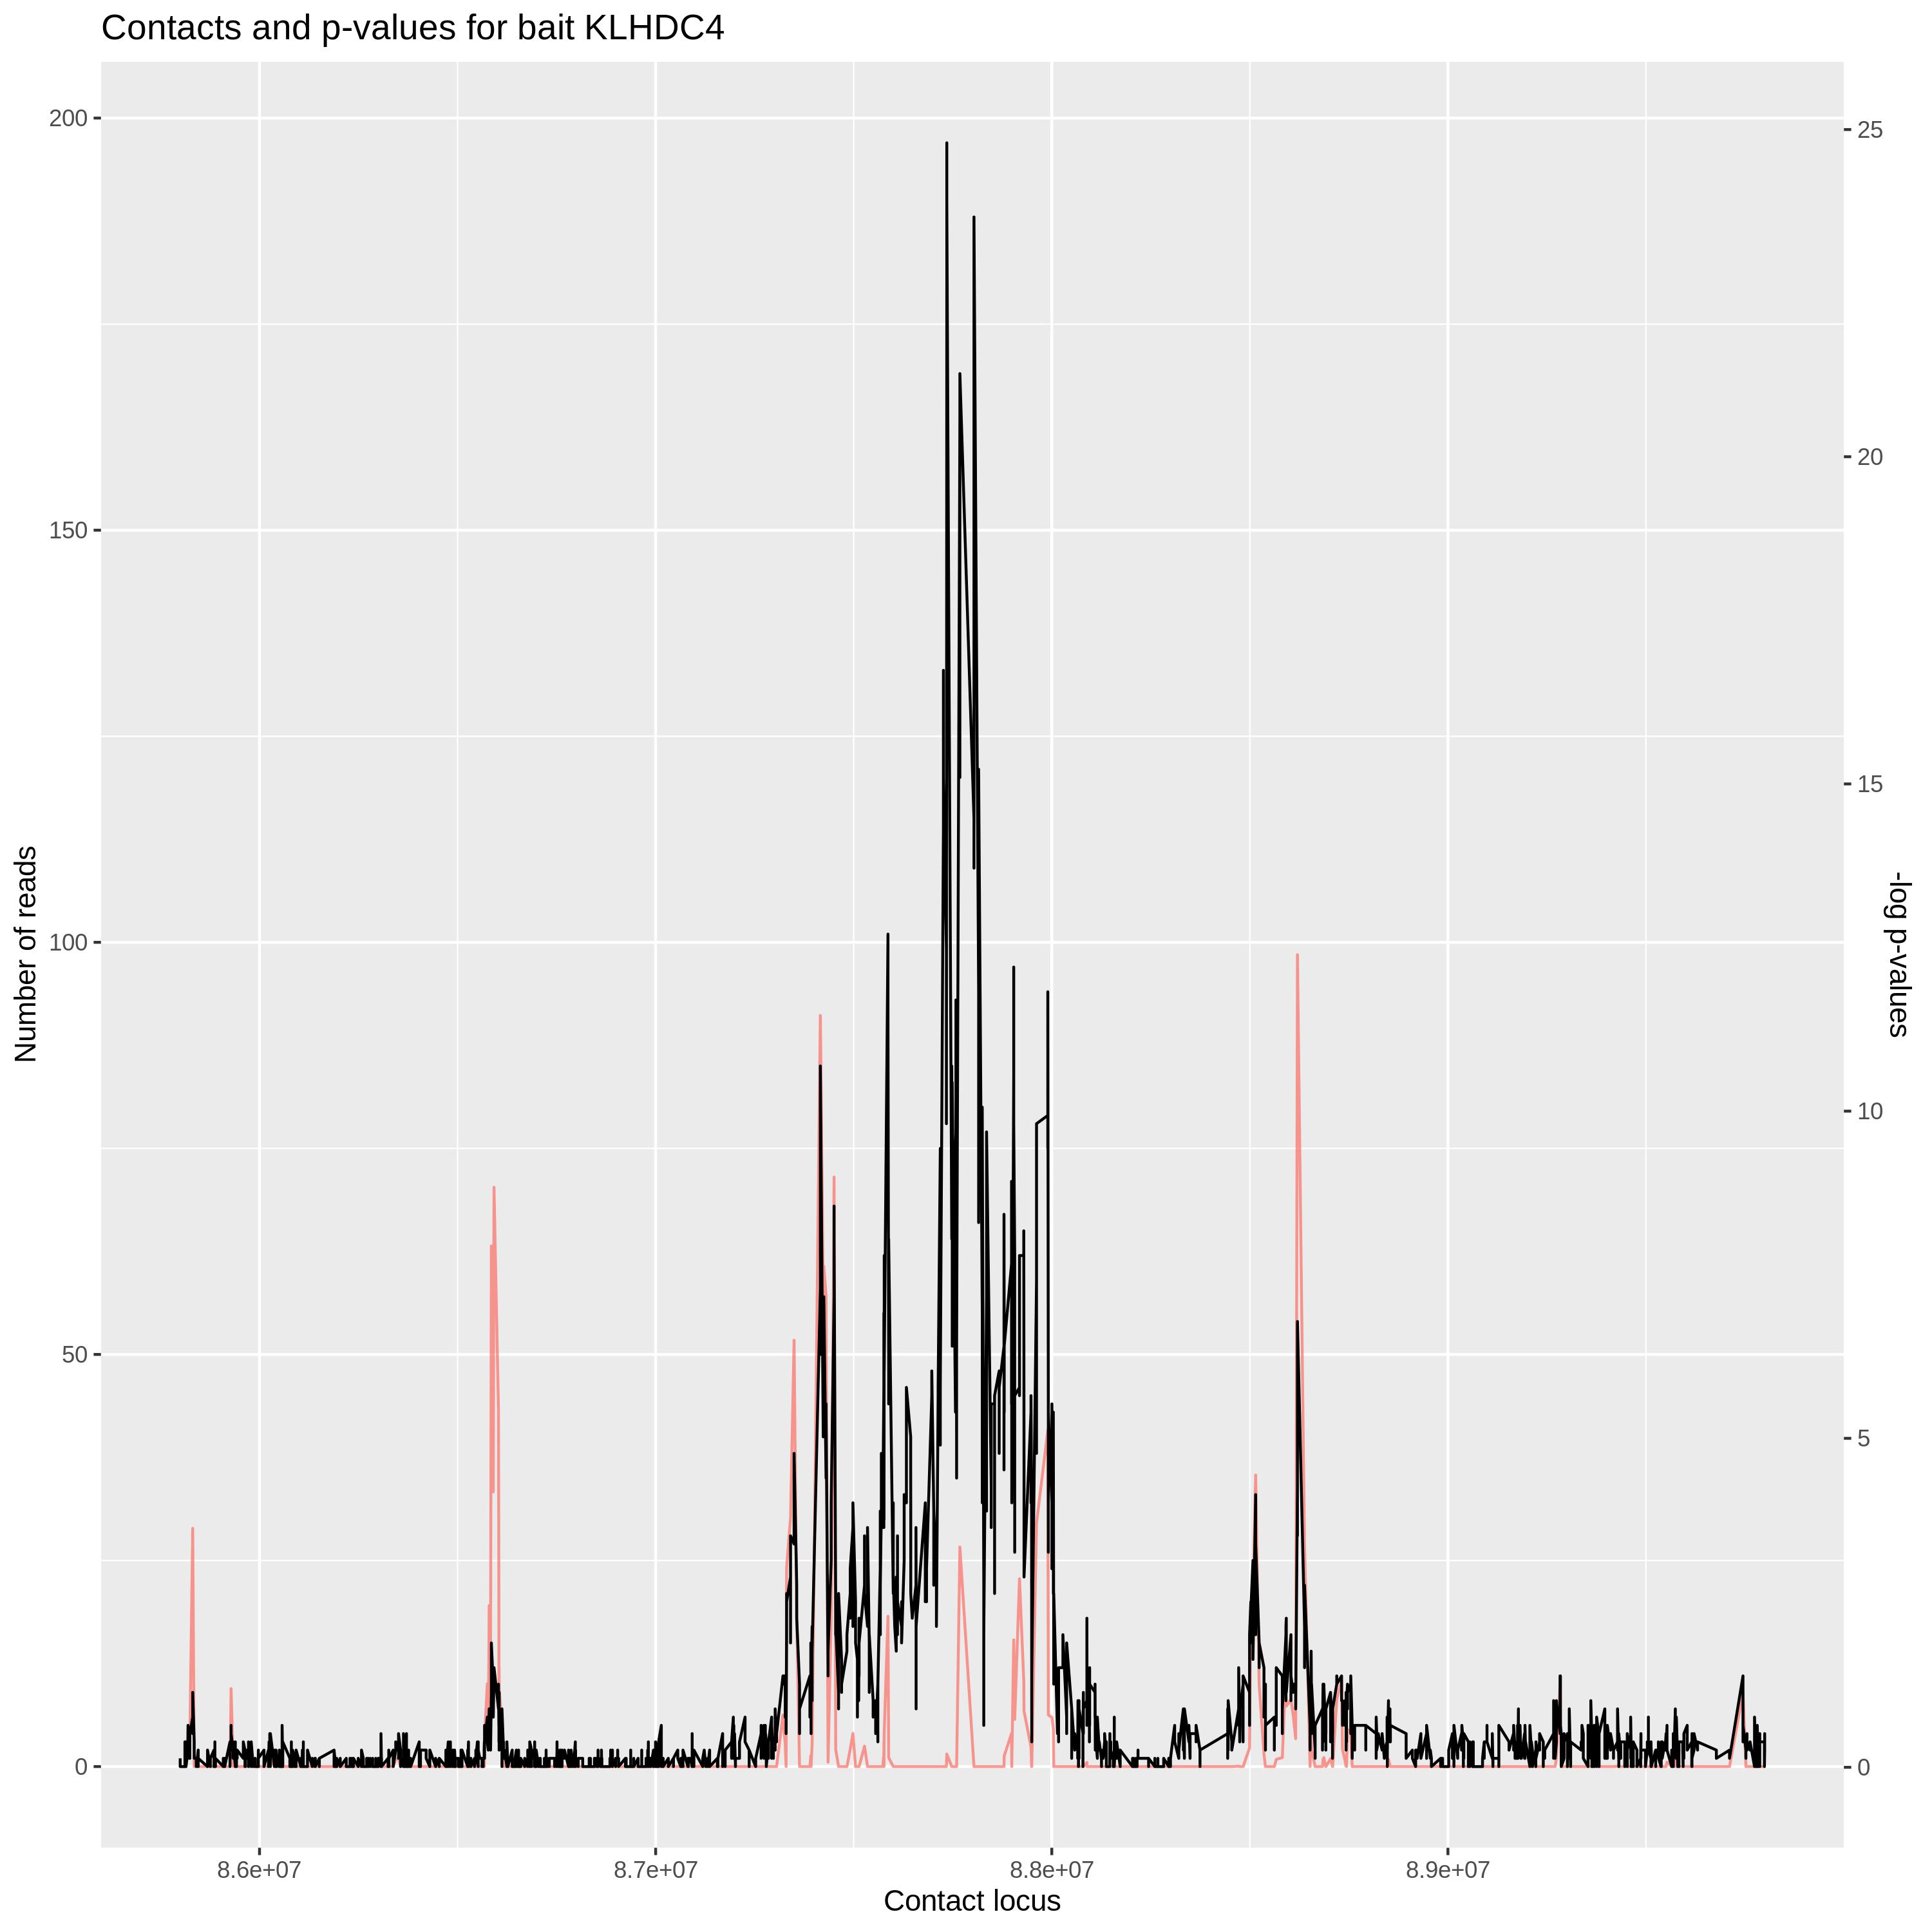 Contacts and p-values for bait KLHDC4
200
150
100
50
0
25
20
15
10
5
0
Number of reads
-log p-values
8.6e+07 8.7e+07 8.8e+07 8.9e+07
Contact locus